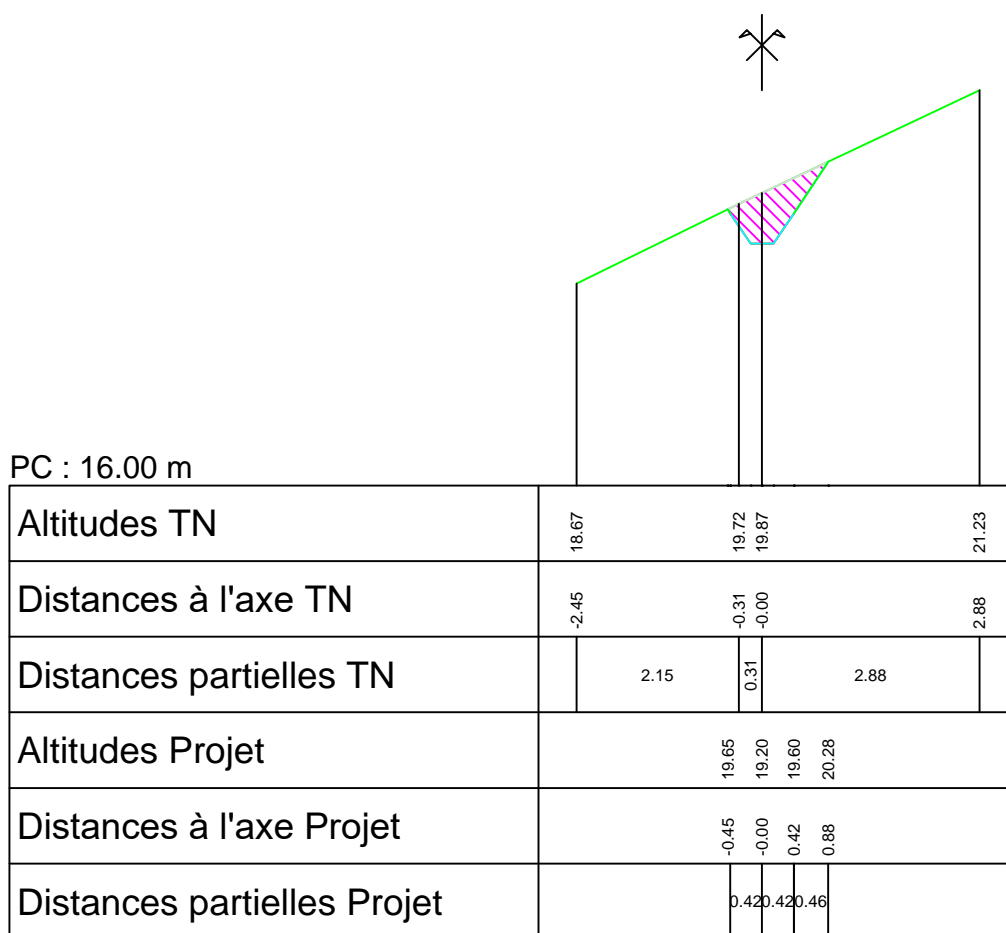 PC : 16.00 m
Altitudes TN 18.67 19.72 19.87 21.23
Distances à l'axe TN -2.45 -0.31 -0.00 2.88
Distances partielles TN 2.15 0.31 2.88
Altitudes Projet 19.65 19.20 19.60 20.28
Distances à l'axe Projet -0.45 -0.00 0.42 0.88
Distances partielles Projet 0.42 0.42 0.46